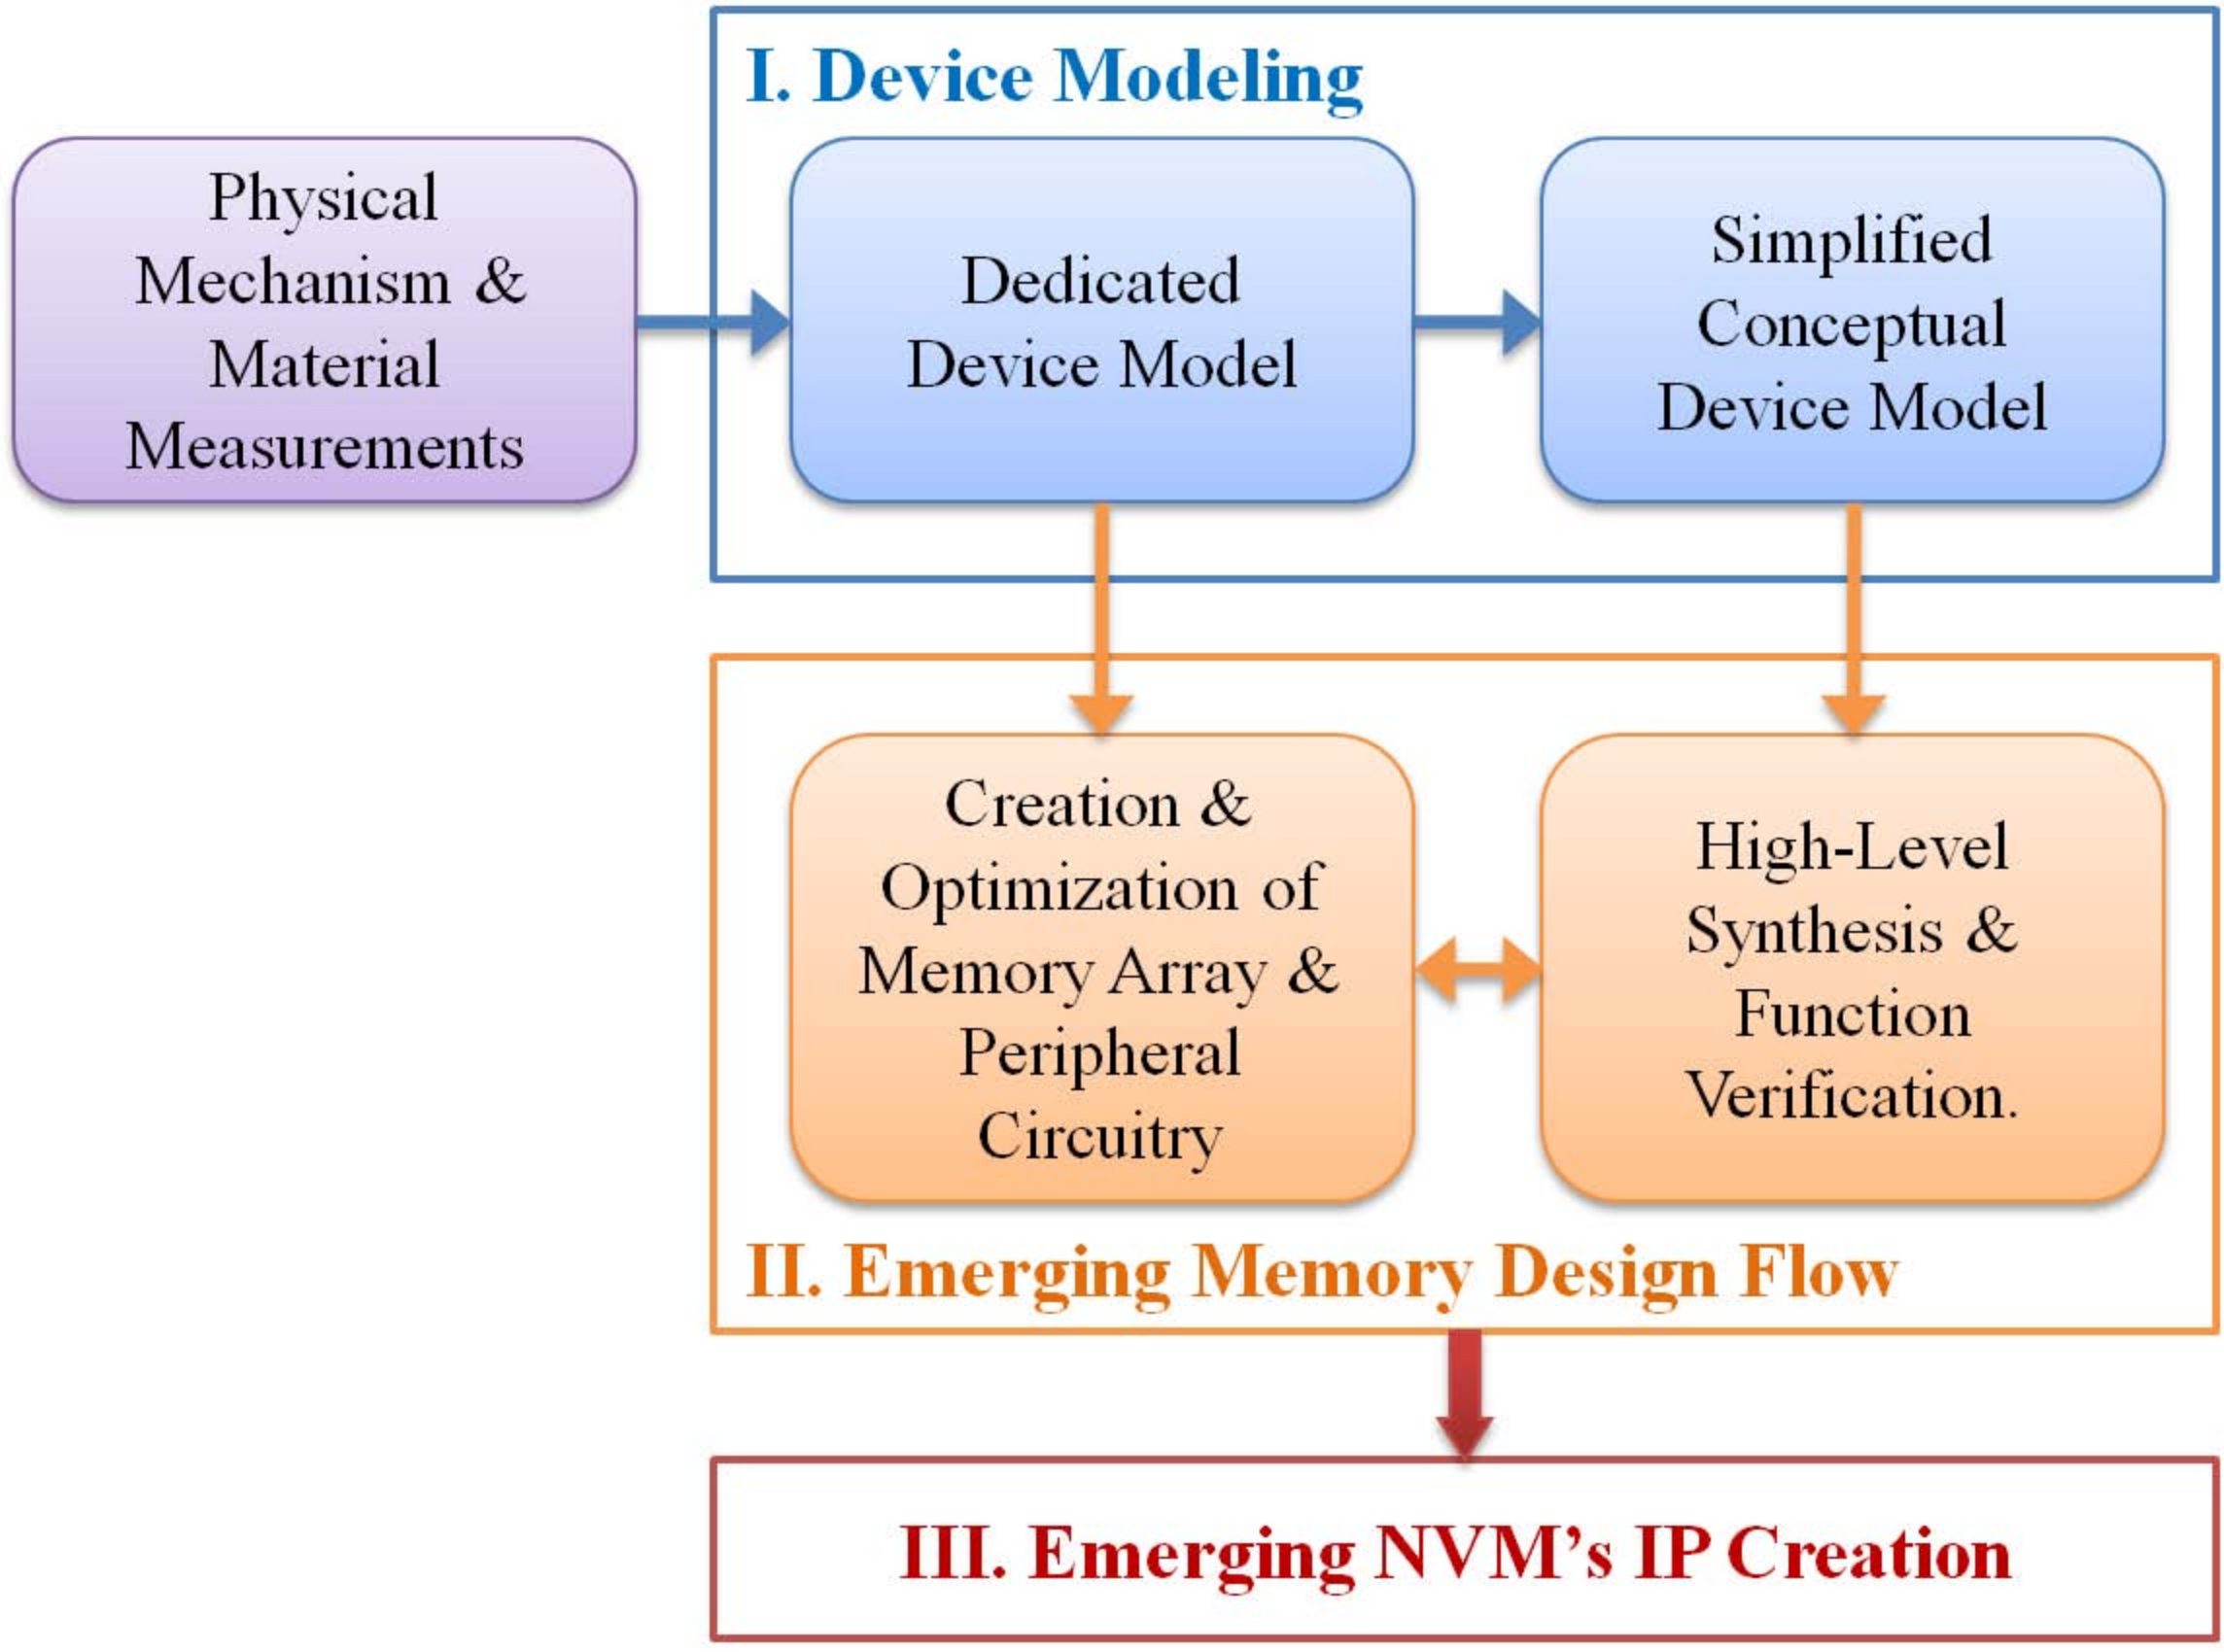 I. Device Modeling
Physical
Mechanism &
Material
Measurements
Dedicated
Device Model
Simplified
Conceptual
Device Model
Creation &
Optimization of
Memory Array &
Peripheral
Circuitry
High-Level
Synthesis &
Function
Verification.
II. Emerging Memory Design Flow
III. Emerging NVM’s IP Creation